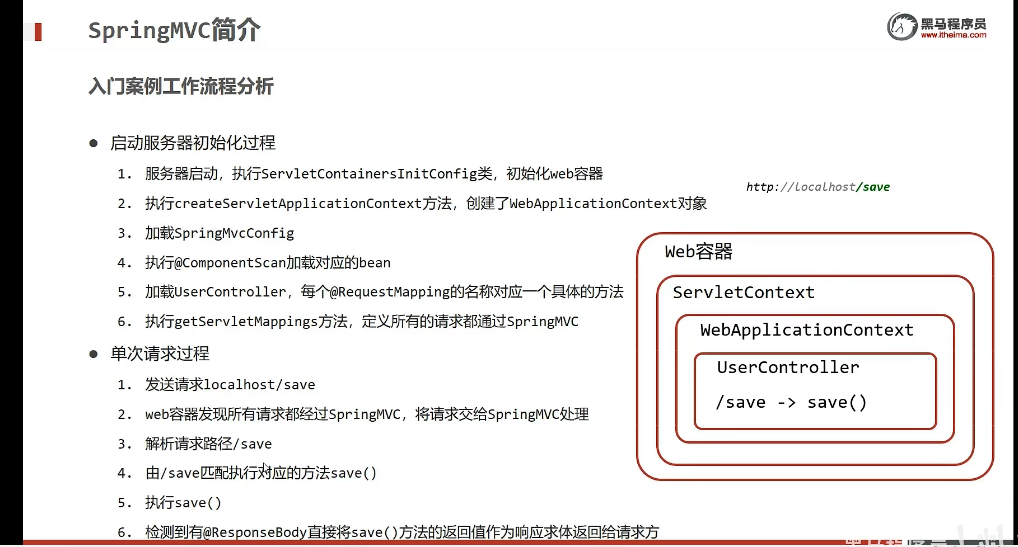 SpringMVC简介
黑马程序员
www.itheima.com
入门案例工作流程分析
● 启动服务器初始化过程
1. 服务器启动，执行ServletContainersInitConfig类，初始化web容器
2. 执行createServletApplicationContext方法，创建了WebApplicationContext对象
3. 加载SpringMvcConfig
4. 执行@ComponentScan加载对应的bean
5. 加载UserController，每个@RequestMapping的名称对应一个具体的方法
6. 执行getServletMappings方法，定义所有的请求都通过SpringMVC
● 单次请求过程
1. 发送请求localhost/save
2. web容器发现所有请求都经过SpringMVC，将请求交给SpringMVC处理
3. 解析请求路径/save
4. 由/save匹配执行对应的方法save()
5. 执行save()
6. 检测到有@ResponseBody直接将save()方法的返回值作为响应求体返回给请求方
http://localhost/save
Web容器
ServletContext
WebApplicationContext
UserController
/save -> save()